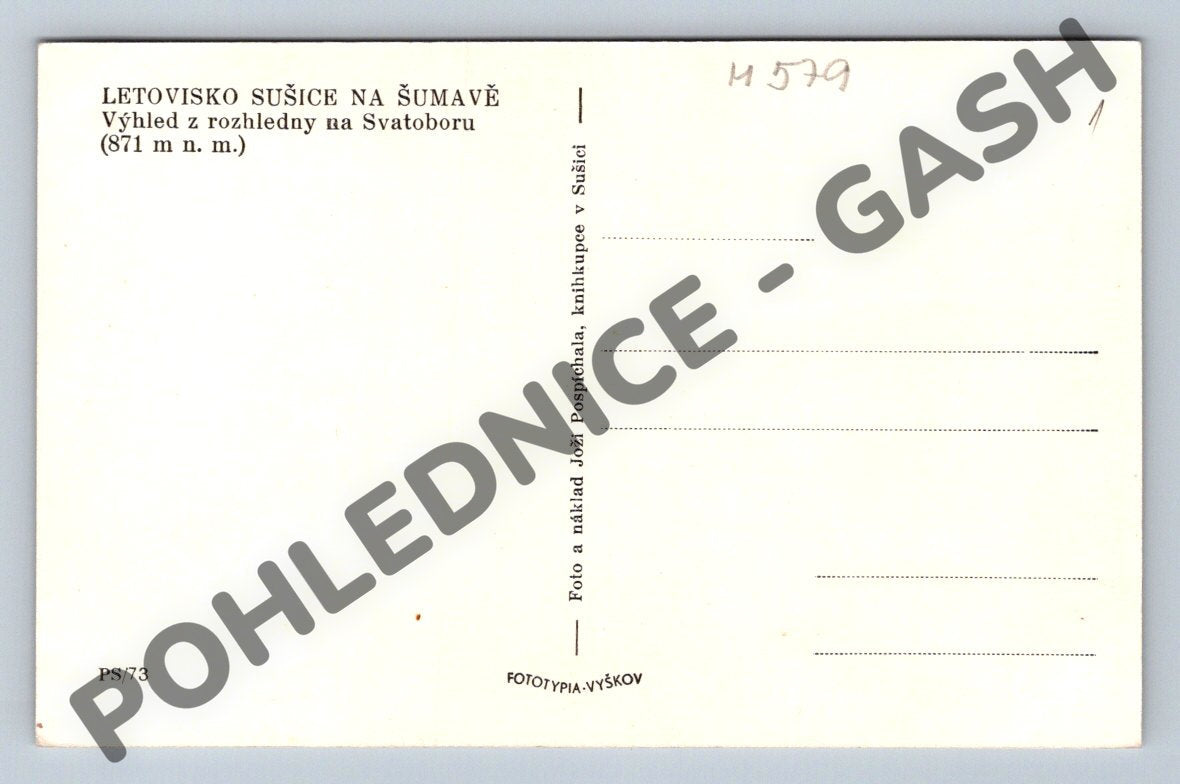 LETOVISKO SUŠICE NA ŠUMAVĚ
Výhled z rozhledny na Svatoboru
(871 m n. m.)
H 579
1
Foto a náklad Joži Pospíchala, knihkupce v Sušici
PS/73
FOTOTYPIA-VYŠKOV
POHLEDNICE - GASH